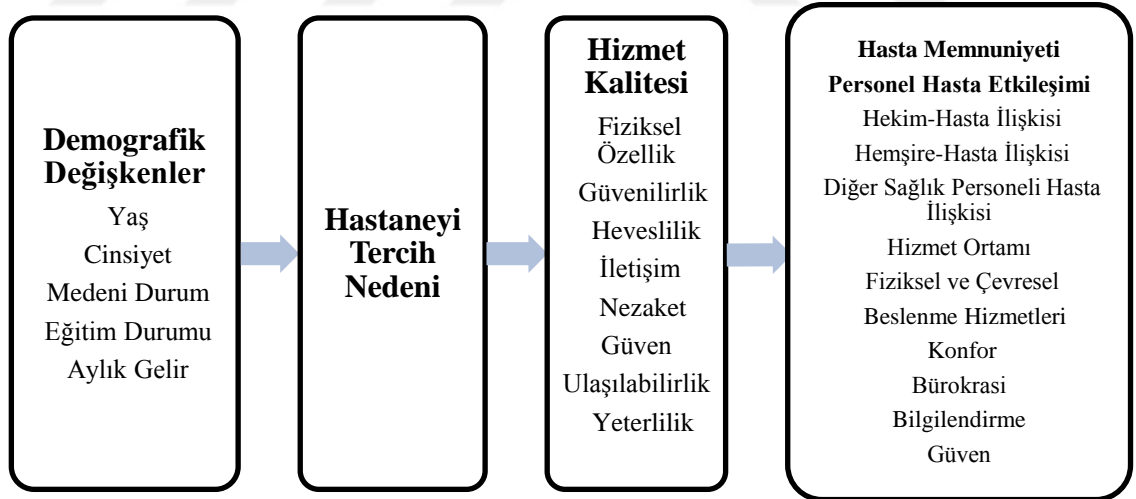 Demografik
Değişkenler
Yaş
Cinsiyet
Medeni Durum
Eğitim Durumu
Aylık Gelir
Hastaneyi
Tercih
Nedeni
Hizmet
Kalitesi
Fiziksel
Özellik
Güvenilirlik
Heveslilik
İletişim
Nezaket
Güven
Ulaşılabilirlik
Yeterlilik
Hasta Memnuniyeti
Personel Hasta Etkileşimi
Hekim-Hasta İlişkisi
Hemşire-Hasta İlişkisi
Diğer Sağlık Personeli Hasta
İlişkisi
Hizmet Ortamı
Fiziksel ve Çevresel
Beslenme Hizmetleri
Konfor
Bürokrasi
Bilgilendirme
Güven